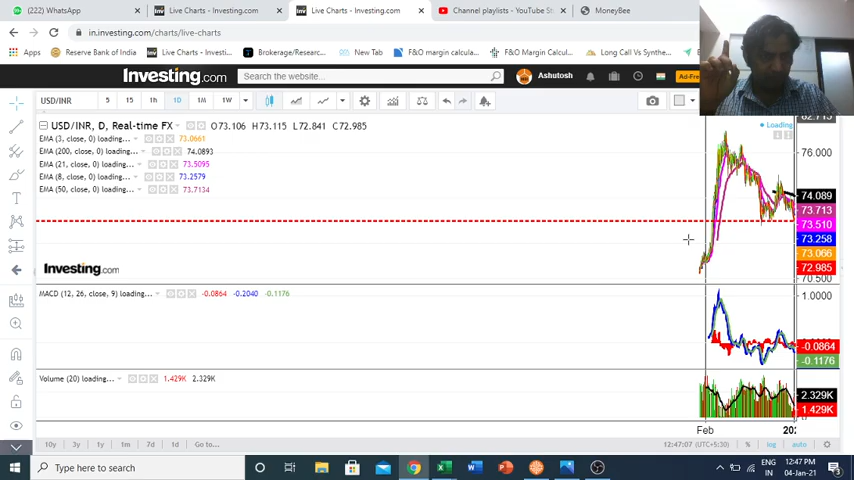 (222) WhatsApp
Live Charts - Investing.com
Live Charts - Investing.com
Channel playlists - YouTube St
MoneyBee
in.investing.com/charts/live-charts
Apps
Reserve Bank of India
Live Charts - Investi...
Brokerage/Research...
New Tab
F&O margin calcula...
F&O Margin Calcul...
Long Call Vs Synthe...
Investing.com
Search the website...
Ashutosh
Ad-Free
USD/INR
5
15
1h
1D
1M
1W
USD/INR, D, Real-time FX
O73.106 H73.115 L72.841 C72.985
EMA (3, close, 0) loading...
73.0661
EMA (200, close, 0) loading...
74.0893
EMA (21, close, 0) loading...
73.5095
EMA (8, close, 0) loading...
73.2579
EMA (50, close, 0) loading...
73.7134
Loading
76.000
74.089
73.713
73.510
73.258
73.066
72.985
70.500
Investing.com
MACD (12, 26, close, 9) loading...
-0.0864 -0.2040 -0.1176
1.0000
-0.0864
-0.1176
Volume (20) loading...
1.429K 2.329K
2.329K
1.429K
Feb
202
10y 3y 1y 1m 7d 1d Go to...
12:47:07 (UTC+5:30)
% log auto
Type here to search
ENG
IN
12:47 PM
04-Jan-21
3